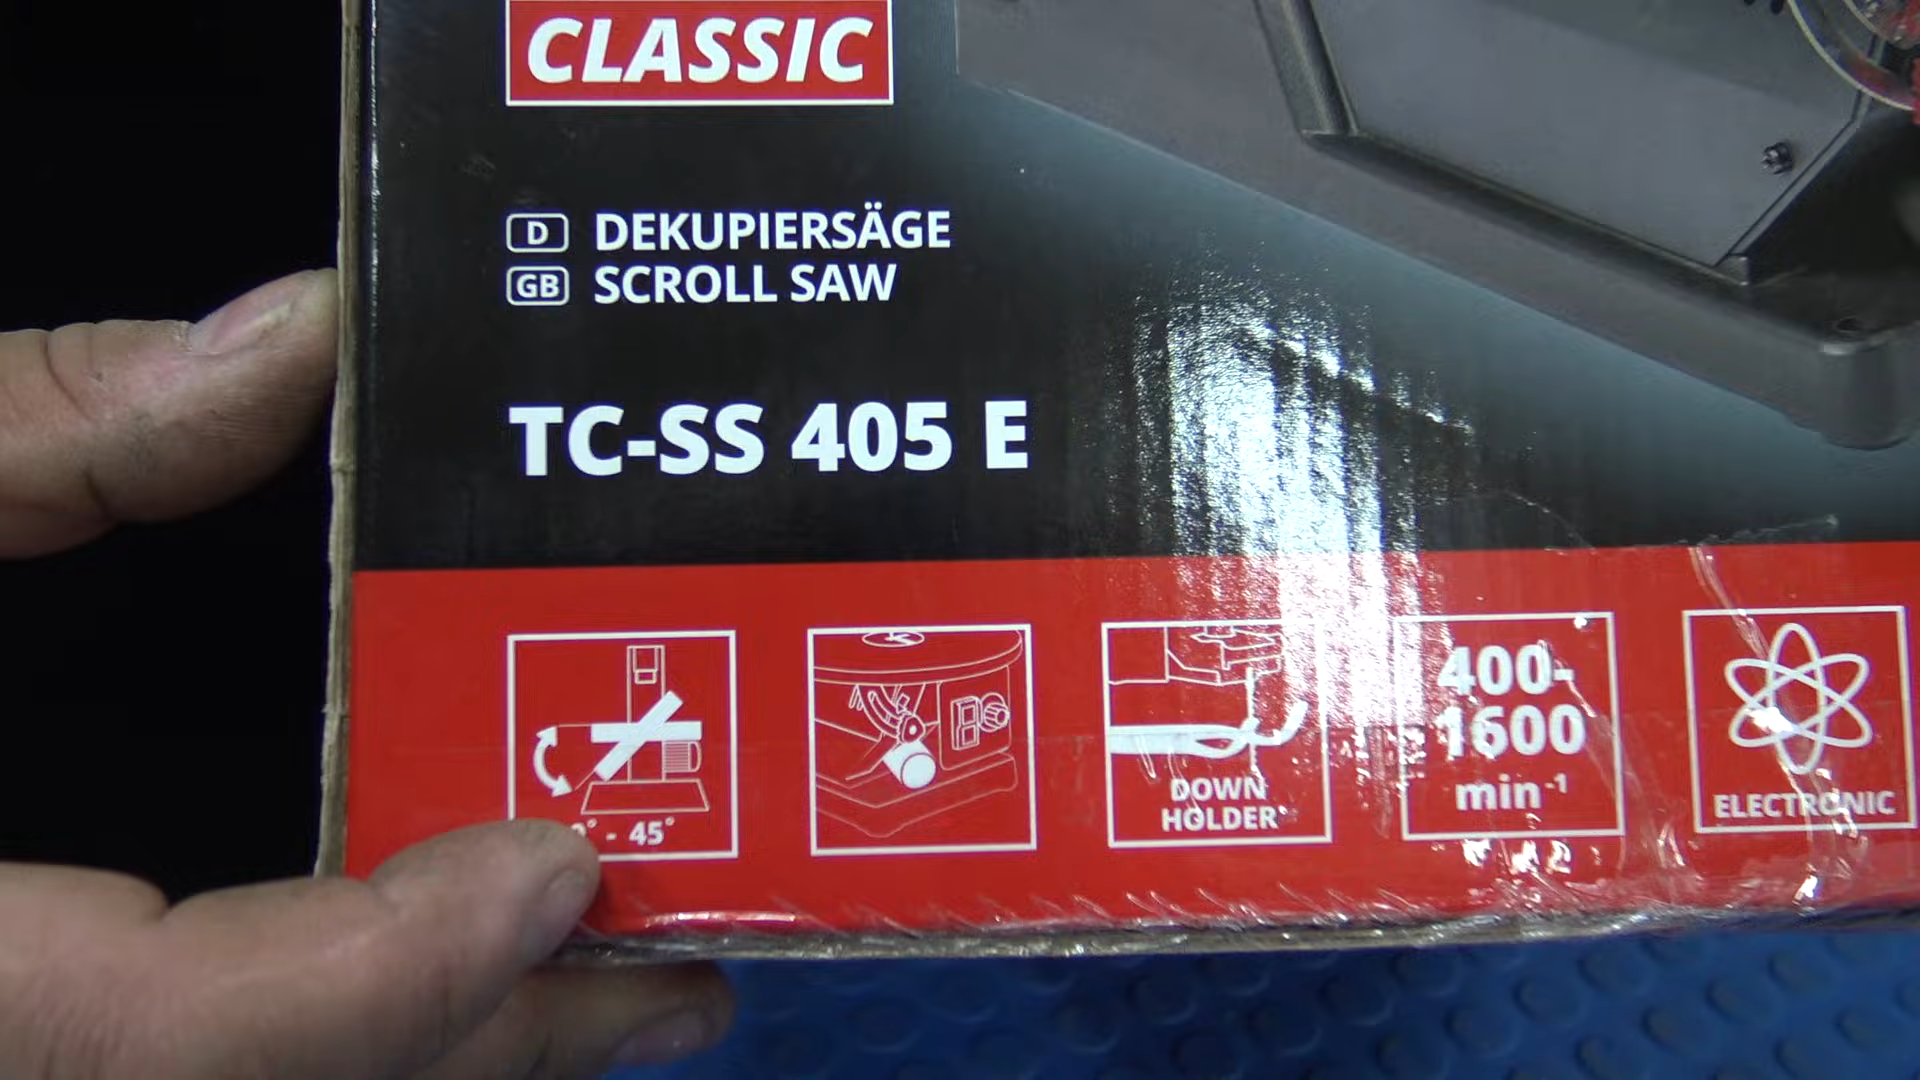 CLASSIC
D DEKUPIERSÄGE
GB SCROLL SAW
TC-SS 405 E
° - 45°
DOWN
HOLDER
400-
1600
min-1
ELECTRONIC